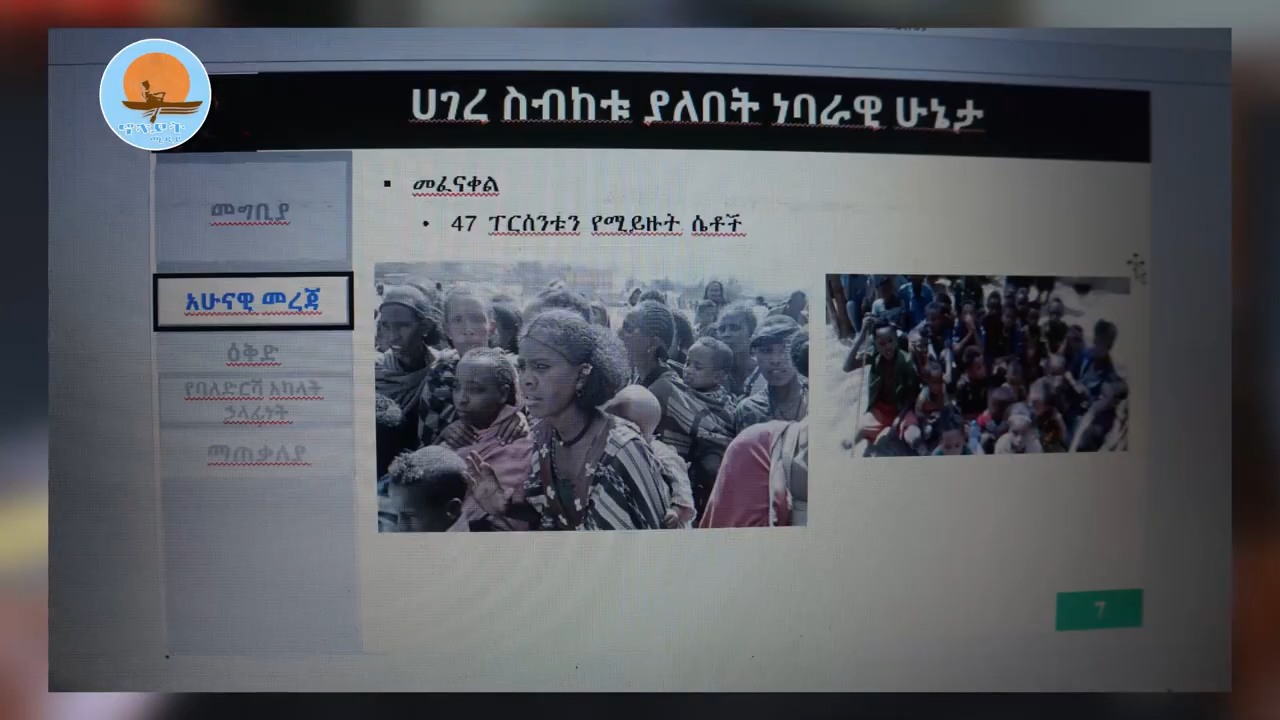 ሀገረ ስብከቱ ያለበት ነባራዊ ሁኔታ
መግቢያ
አሁናዊ መረጃ
ዕቅድ
የባለድርሻ አካላት
ኃላፊነት
ማጠቃለያ
▪ መፈናቀል
• 47 ፐርሰንቱን የሚይዙት ሴቶች
7